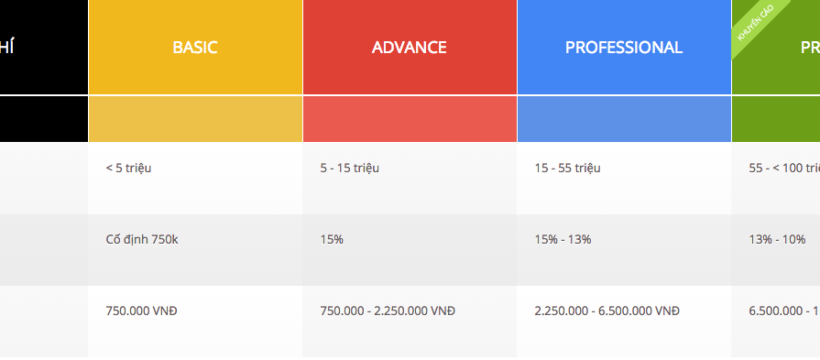 HÍ
BASIC
ADVANCE
PROFESSIONAL
KHUYẾN CÁO
PR
< 5 triệu
5 - 15 triệu
15 - 55 triệu
55 - < 100 tri
Cố định 750k
15%
15% - 13%
13% - 10%
750.000 VNĐ
750.000 - 2.250.000 VNĐ
2.250.000 - 6.500.000 VNĐ
6.500.000 - 1